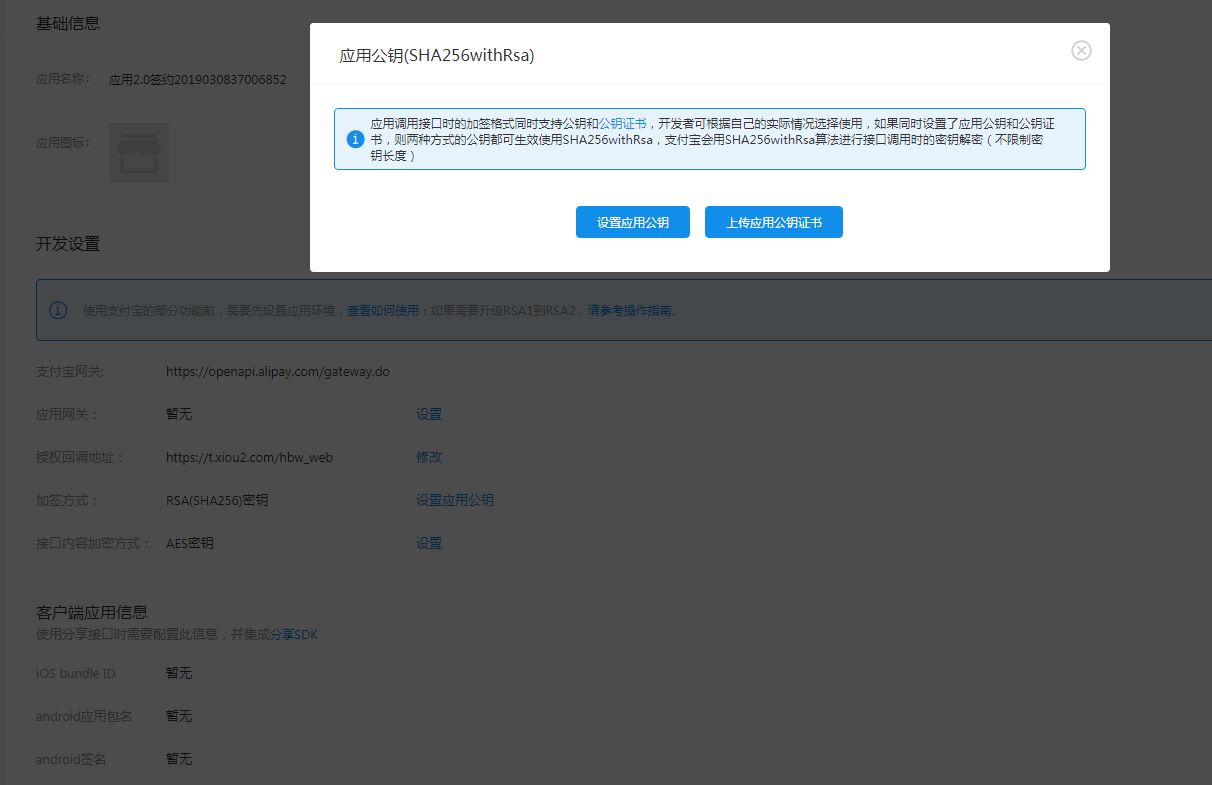 基础信息
应用名称： 应用2.0签约2019030837006852
应用图标：
应用公钥(SHA256withRsa)
应用调用接口时的加签格式同时支持公钥和公钥证书，开发者可根据自己的实际情况选择使用，如果同时设置了应用公钥和公钥证
书，则两种方式的公钥都可生效使用SHA256withRsa，支付宝会用SHA256withRsa算法进行接口调用时的密钥解密（不限制密
钥长度）
设置应用公钥 上传应用公钥证书
开发设置
使用支付宝的部分功能前，需要先设置应用环境，查看如何使用；如果需要升级RSA1到RSA2，请参考操作指南。
支付宝网关: https://openapi.alipay.com/gateway.do
应用网关： 暂无 设置
授权回调地址： https://t.xiou2.com/hbw_web 修改
加签方式： RSA(SHA256)密钥 设置应用公钥
接口内容加密方式： AES密钥 设置
客户端应用信息
使用分享接口时需要配置此信息，并集成分享SDK
iOS bundle ID 暂无
android应用包名 暂无
android签名 暂无